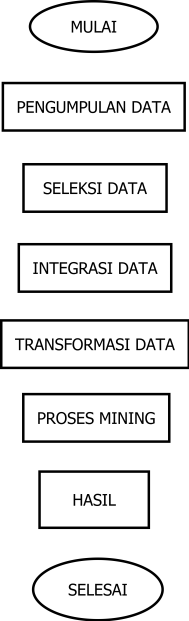 MULAI
PENGUMPULAN DATA
SELEKSI DATA
INTEGRASI DATA
TRANSFORMASI DATA
PROSES MINING
HASIL
SELESAI